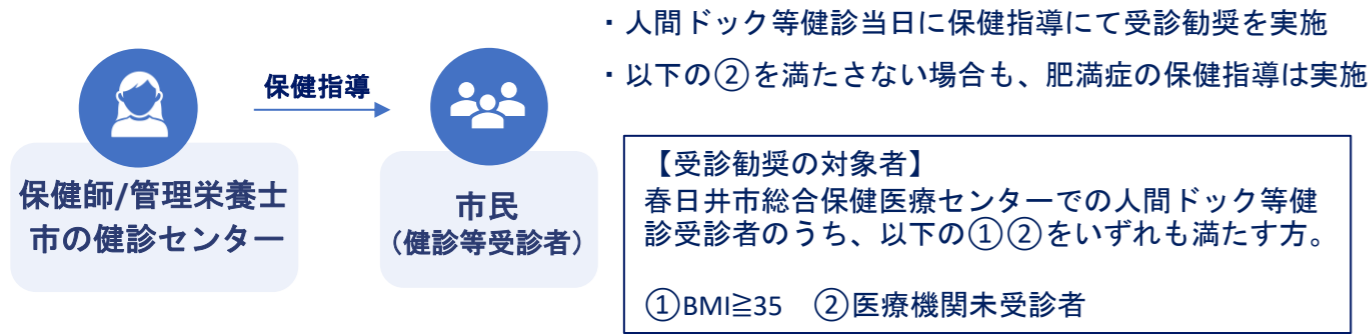 ・人間ドック等健診当日に保健指導にて受診勧奨を実施
・以下の②を満たさない場合も、肥満症の保健指導は実施
保健指導
保健師/管理栄養士
市の健診センター
市民
（健診等受診者）
【受診勧奨の対象者】
春日井市総合保健医療センターでの人間ドック等健
診受診者のうち、以下の①②をいずれも満たす方。
①BMI≧35　②医療機関未受診者